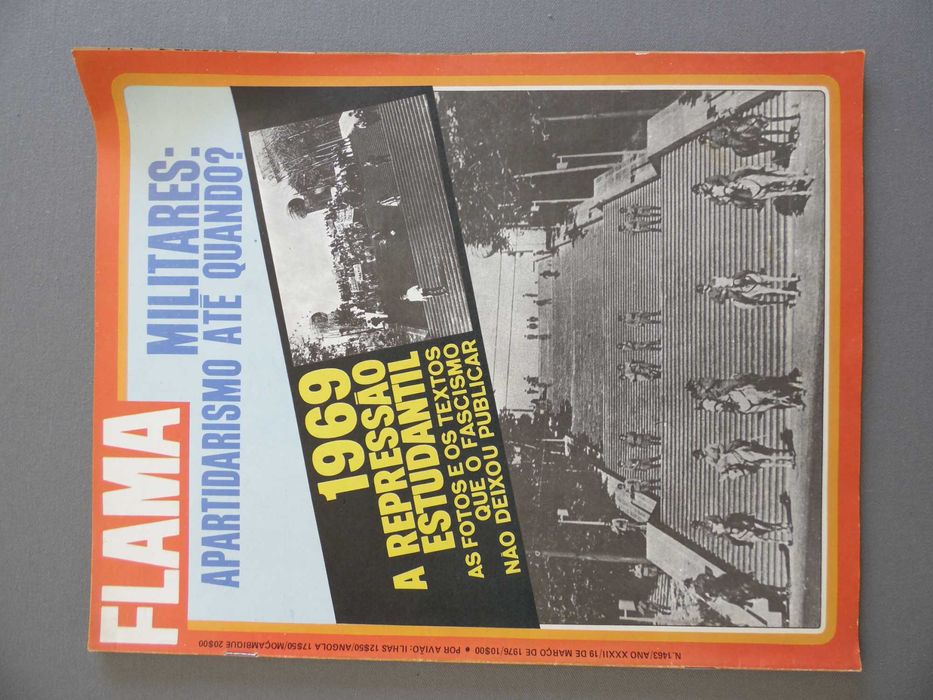 FLAMA
MILITARES:
APARTIDARISMO ATÉ QUANDO?
1969
A REPRESSÃO
ESTUDANTIL
AS FOTOS E OS TEXTOS
QUE O FASCISMO
NAO DEIXOU PUBLICAR
N. 1463/ANO XXXII/19 DE MARÇO DE 1976/10$00 ● POR AVIÃO: ILHAS 12$50/ANGOLA 17$50/MOÇAMBIQUE 20$00